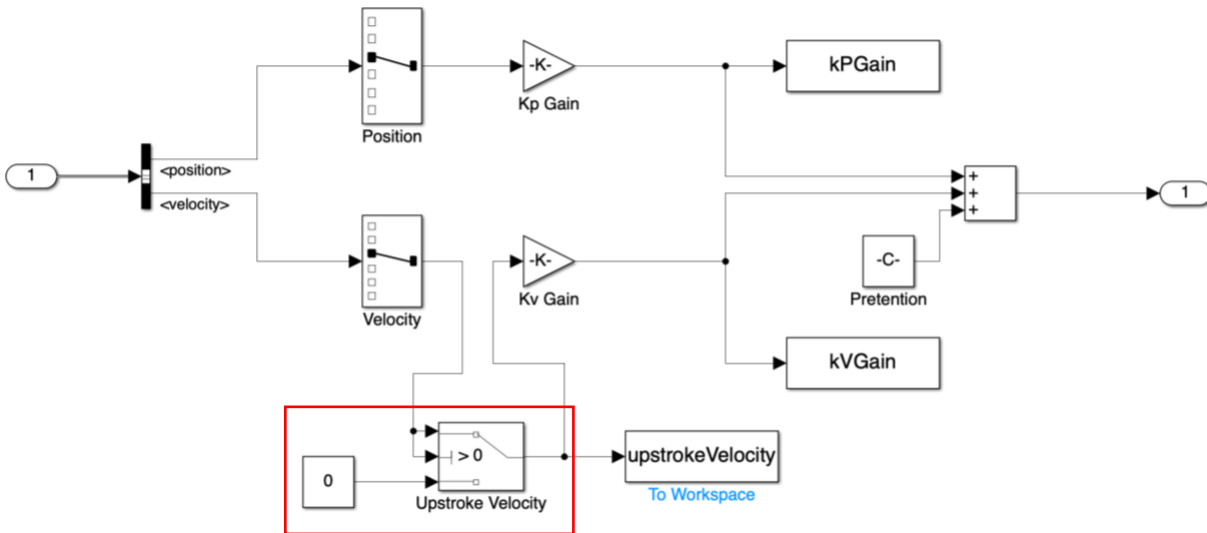 -K-
kPGain
Kp Gain
Position
1
<position>
<velocity>
+
+
+
1
-K-
-C-
Kv Gain
Pretention
Velocity
kVGain
> 0
0
upstrokeVelocity
Upstroke Velocity
To Workspace